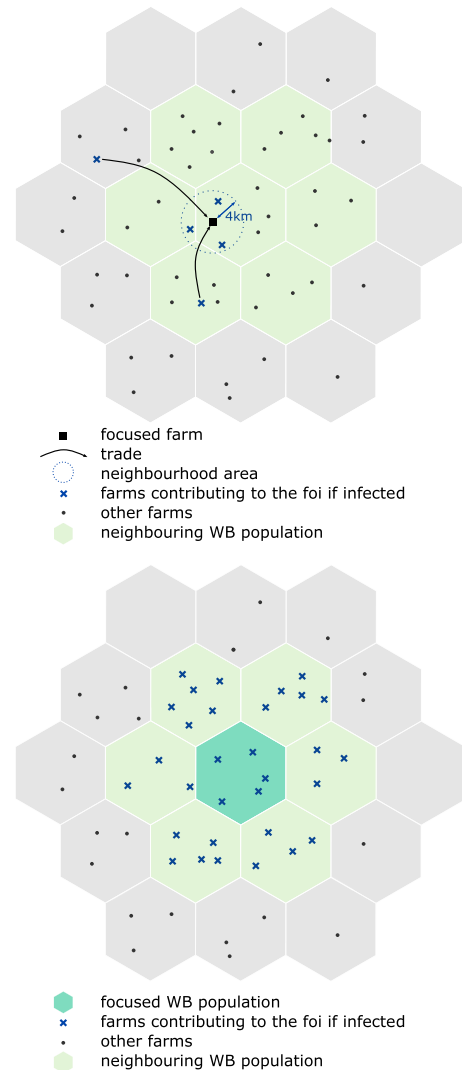 4km
focused farm
trade
neighbourhood area
farms contributing to the foi if infected
other farms
neighbouring WB population
focused WB population
farms contributing to the foi if infected
other farms
neighbouring WB population